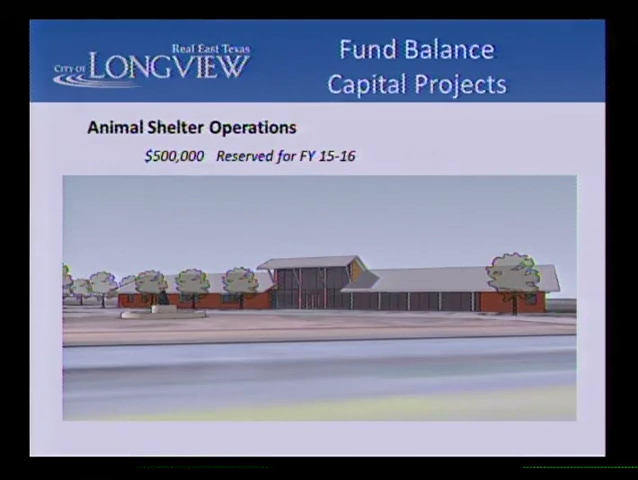 Real East Texas
CITY OF LONGVIEW
Fund Balance
Capital Projects
Animal Shelter Operations
$500,000 Reserved for FY 15-16